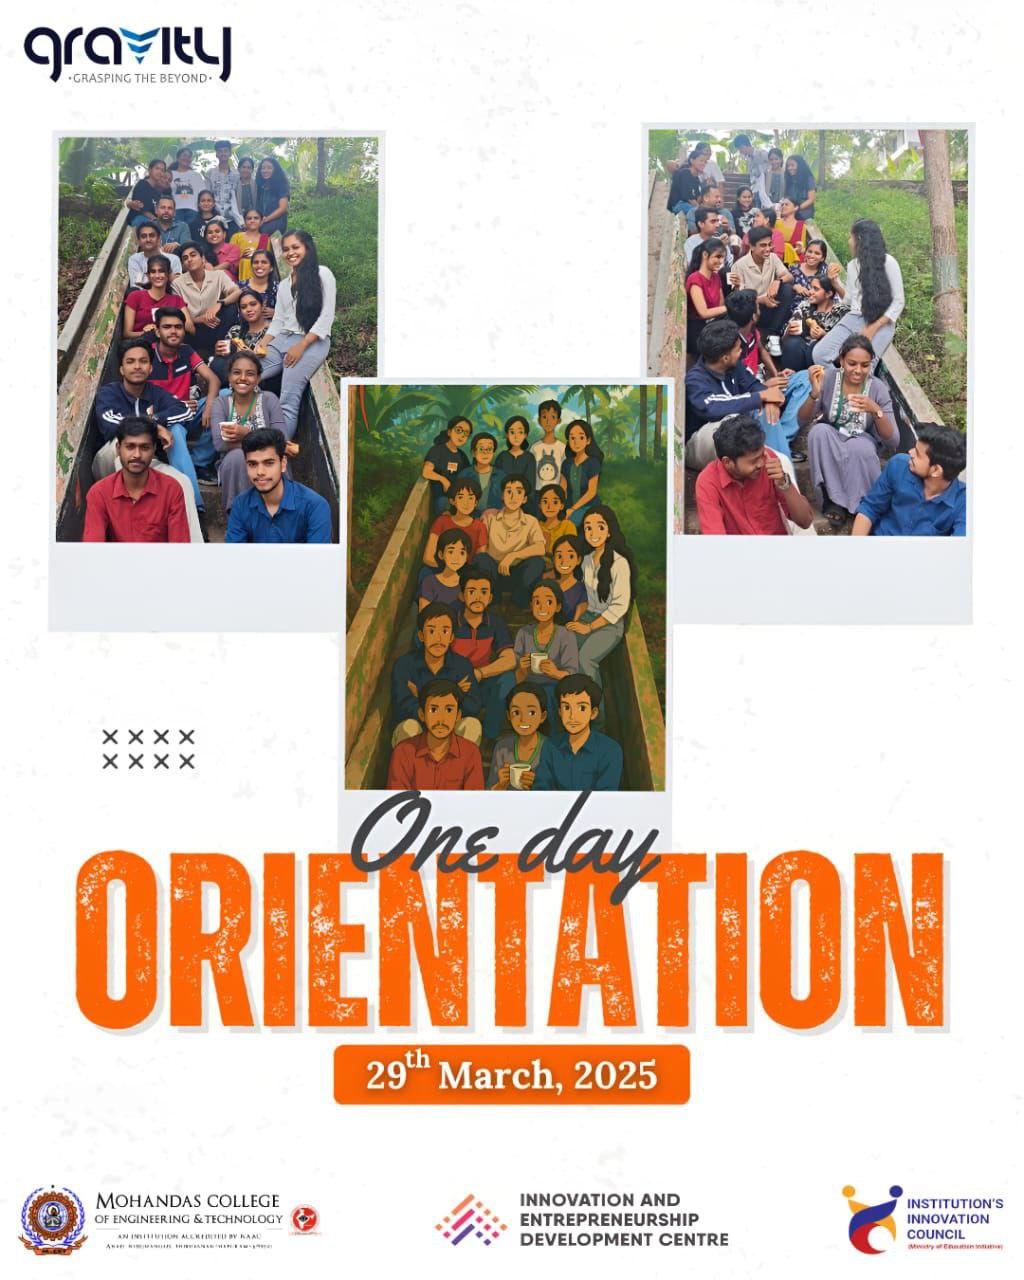 gravity
·GRASPING THE BEYOND·
One day
ORIENTATION
29th March, 2025
MOHANDAS COLLEGE
OF ENGINEERING & TECHNOLOGY
AN INSTITUTION ACCREDITED BY NAAC
INNOVATION AND
ENTREPRENEURSHIP
DEVELOPMENT CENTRE
INSTITUTION'S
INNOVATION
COUNCIL
(Ministry of Education Initiative)